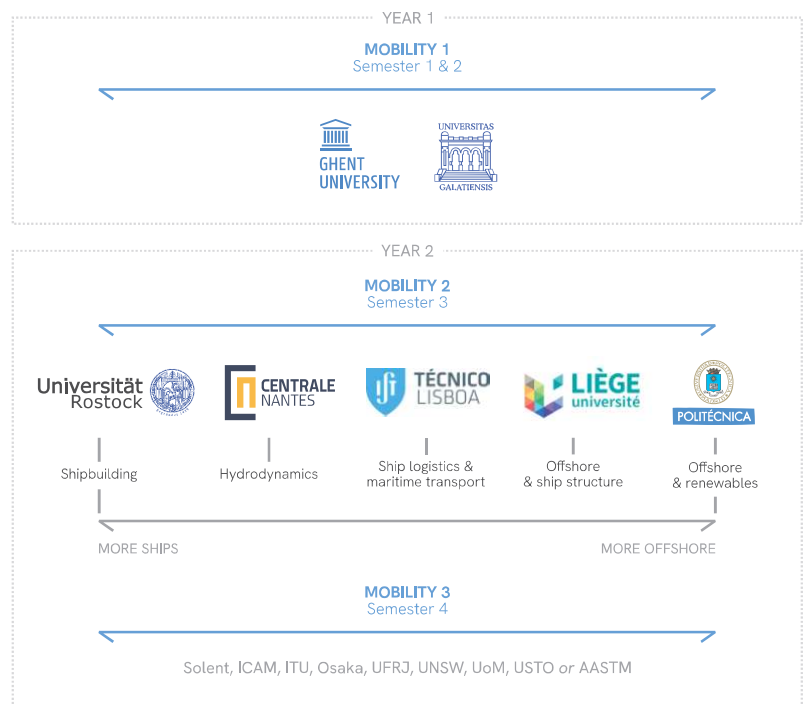 YEAR 1
MOBILITY 1
Semester 1 & 2
GHENT
UNIVERSITY
UNIVERSITAS
GALATIENSIS
YEAR 2
MOBILITY 2
Semester 3
Universität
Rostock
CENTRALE
NANTES
TÉCNICO
LISBOA
LIÈGE
université
POLITÉCNICA
Shipbuilding
Hydrodynamics
Ship logistics &
maritime transport
Offshore
& ship structure
Offshore
& renewables
MORE SHIPS
MORE OFFSHORE
MOBILITY 3
Semester 4
Solent, ICAM, ITU, Osaka, UFRJ, UNSW, UoM, USTO or AASTM